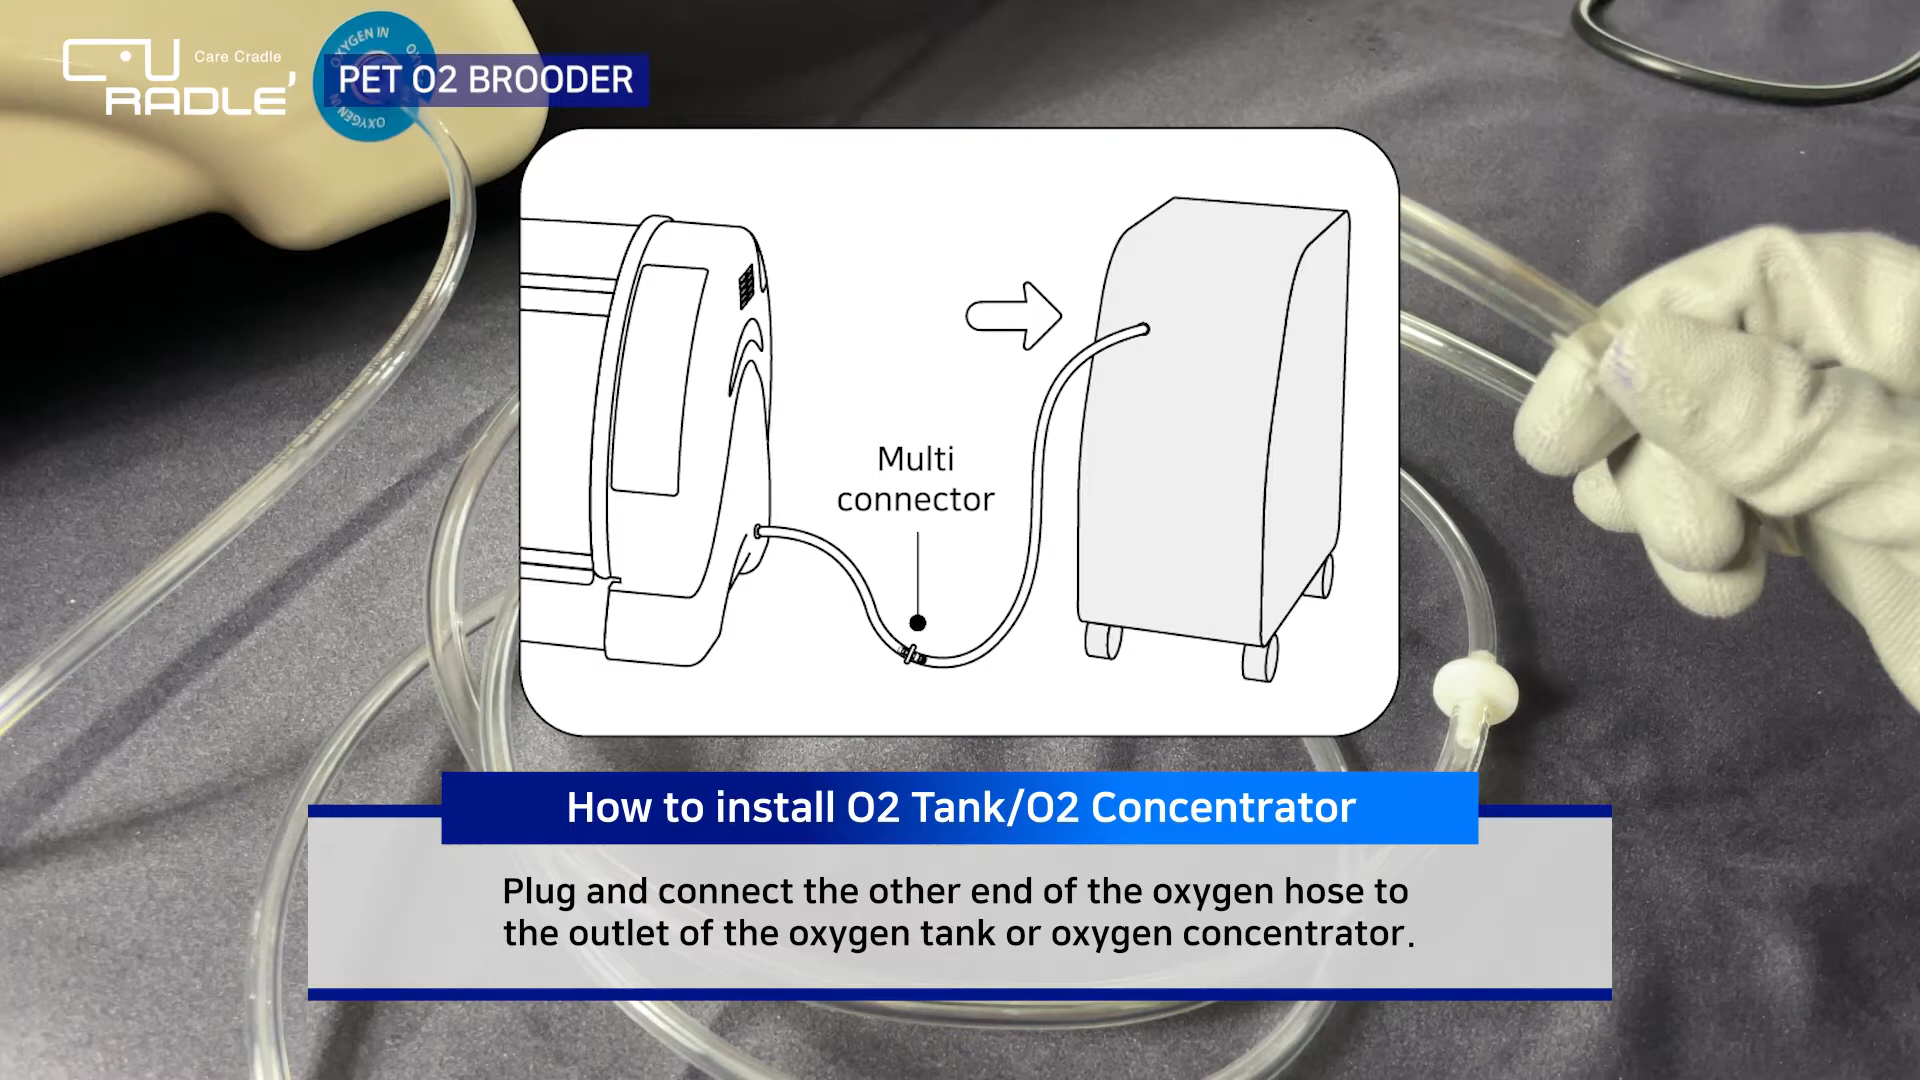 CURADLE
Care Cradle
OXYGEN IN
OXYGEN
PET O2 BROODER
Multi
connector
How to install O2 Tank/O2 Concentrator
Plug and connect the other end of the oxygen hose to
the outlet of the oxygen tank or oxygen concentrator.